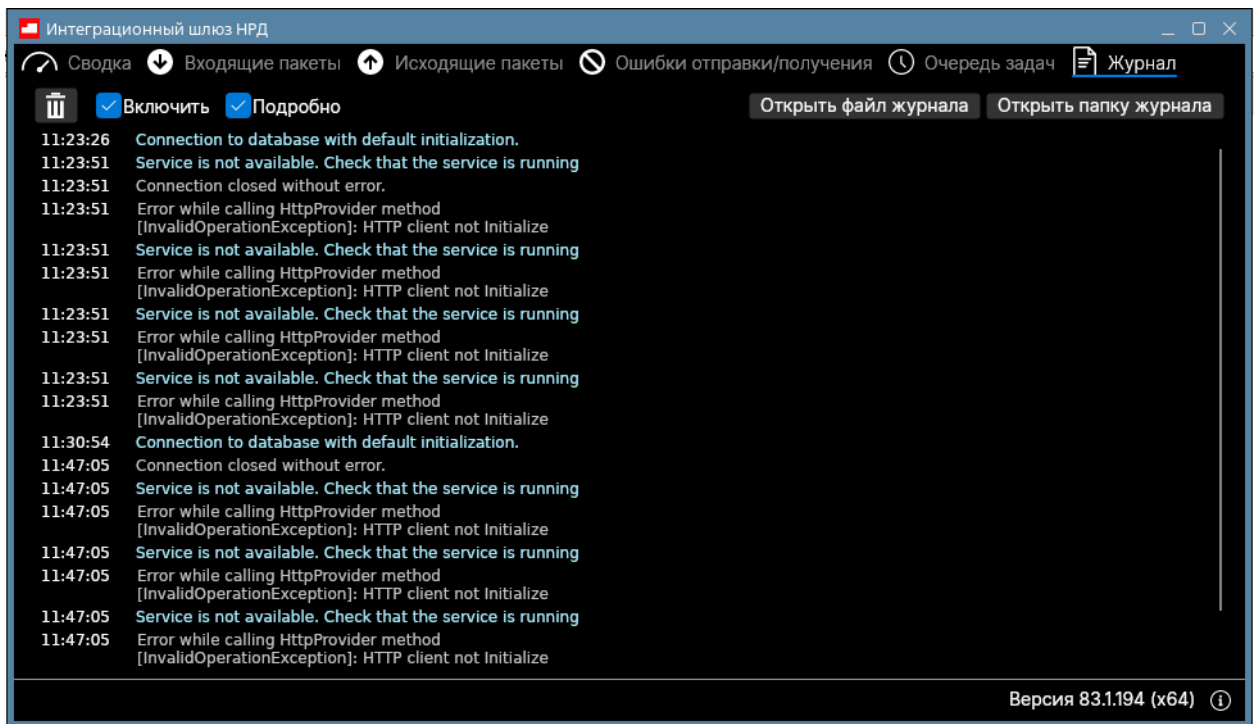 Интеграционный шлюз НРД
Сводка Входящие пакеты Исходящие пакеты Ошибки отправки/получения Очередь задач Журнал
Включить Подробно Открыть файл журнала Открыть папку журнала
11:23:26 Connection to database with default initialization.
11:23:51 Service is not available. Check that the service is running
11:23:51 Connection closed without error.
11:23:51 Error while calling HttpProvider method
[InvalidOperationException]: HTTP client not Initialize
11:23:51 Service is not available. Check that the service is running
11:23:51 Error while calling HttpProvider method
[InvalidOperationException]: HTTP client not Initialize
11:23:51 Service is not available. Check that the service is running
11:23:51 Error while calling HttpProvider method
[InvalidOperationException]: HTTP client not Initialize
11:23:51 Service is not available. Check that the service is running
11:23:51 Error while calling HttpProvider method
[InvalidOperationException]: HTTP client not Initialize
11:30:54 Connection to database with default initialization.
11:47:05 Connection closed without error.
11:47:05 Service is not available. Check that the service is running
11:47:05 Error while calling HttpProvider method
[InvalidOperationException]: HTTP client not Initialize
11:47:05 Service is not available. Check that the service is running
11:47:05 Error while calling HttpProvider method
[InvalidOperationException]: HTTP client not Initialize
11:47:05 Service is not available. Check that the service is running
11:47:05 Error while calling HttpProvider method
[InvalidOperationException]: HTTP client not Initialize
Версия 83.1.194 (x64)